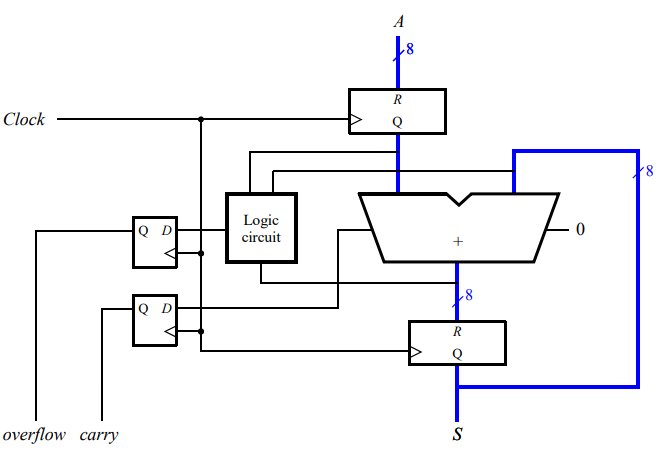 A
8
R
Clock
Q
8
Logic
circuit
Q D
0
+
Q D
8
R
Q
overflow carry
S